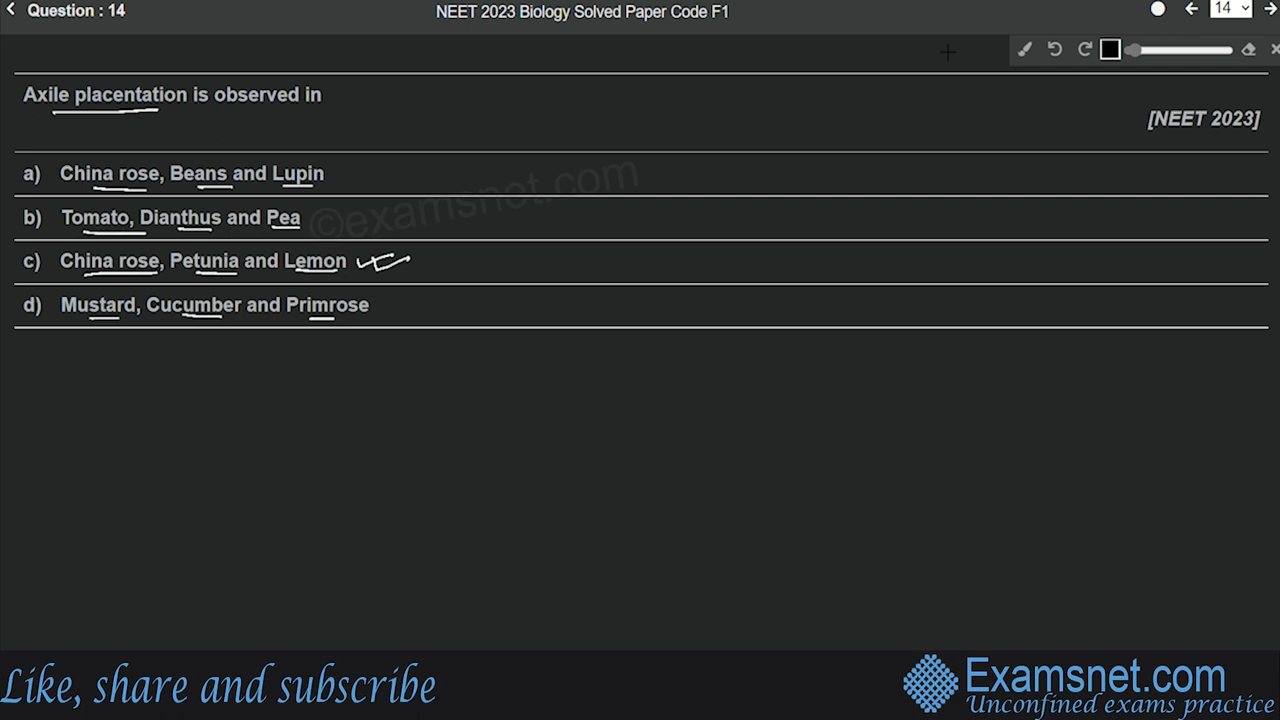 Question : 14
NEET 2023 Biology Solved Paper Code F1
14
Axile placentation is observed in
[NEET 2023]
a) China rose, Beans and Lupin
©examsnet.com
b) Tomato, Dianthus and Pea
c) China rose, Petunia and Lemon
d) Mustard, Cucumber and Primrose
Like, share and subscribe
Examsnet.com
Unconfined exams practice